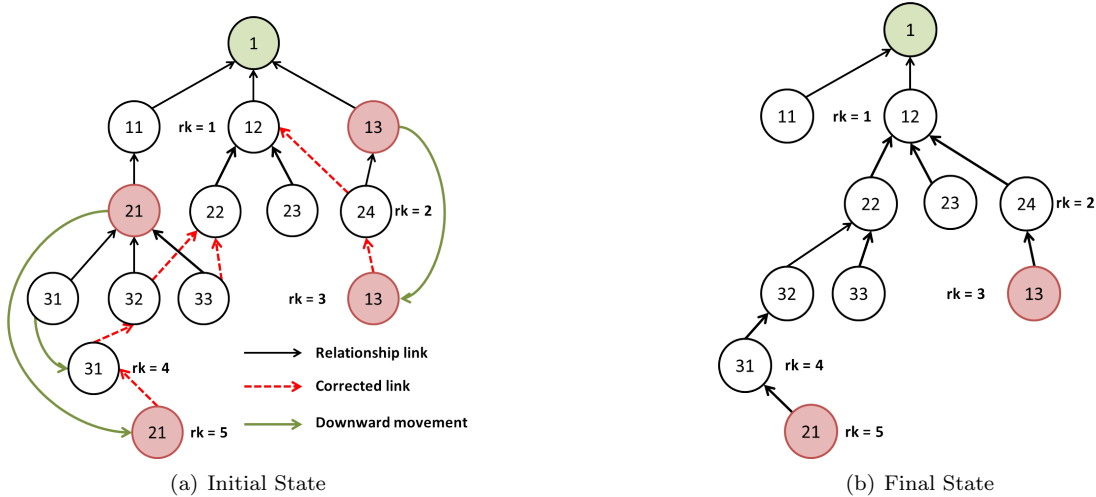 1
11
rk = 1
12
13
21
22
23
24
rk = 2
31
32
33
rk = 3
13
31
rk = 4
21
rk = 5
Relationship link
Corrected link
Downward movement
(a) Initial State
1
11
rk = 1
12
22
23
24
rk = 2
32
33
rk = 3
13
31
rk = 4
21
rk = 5
(b) Final State